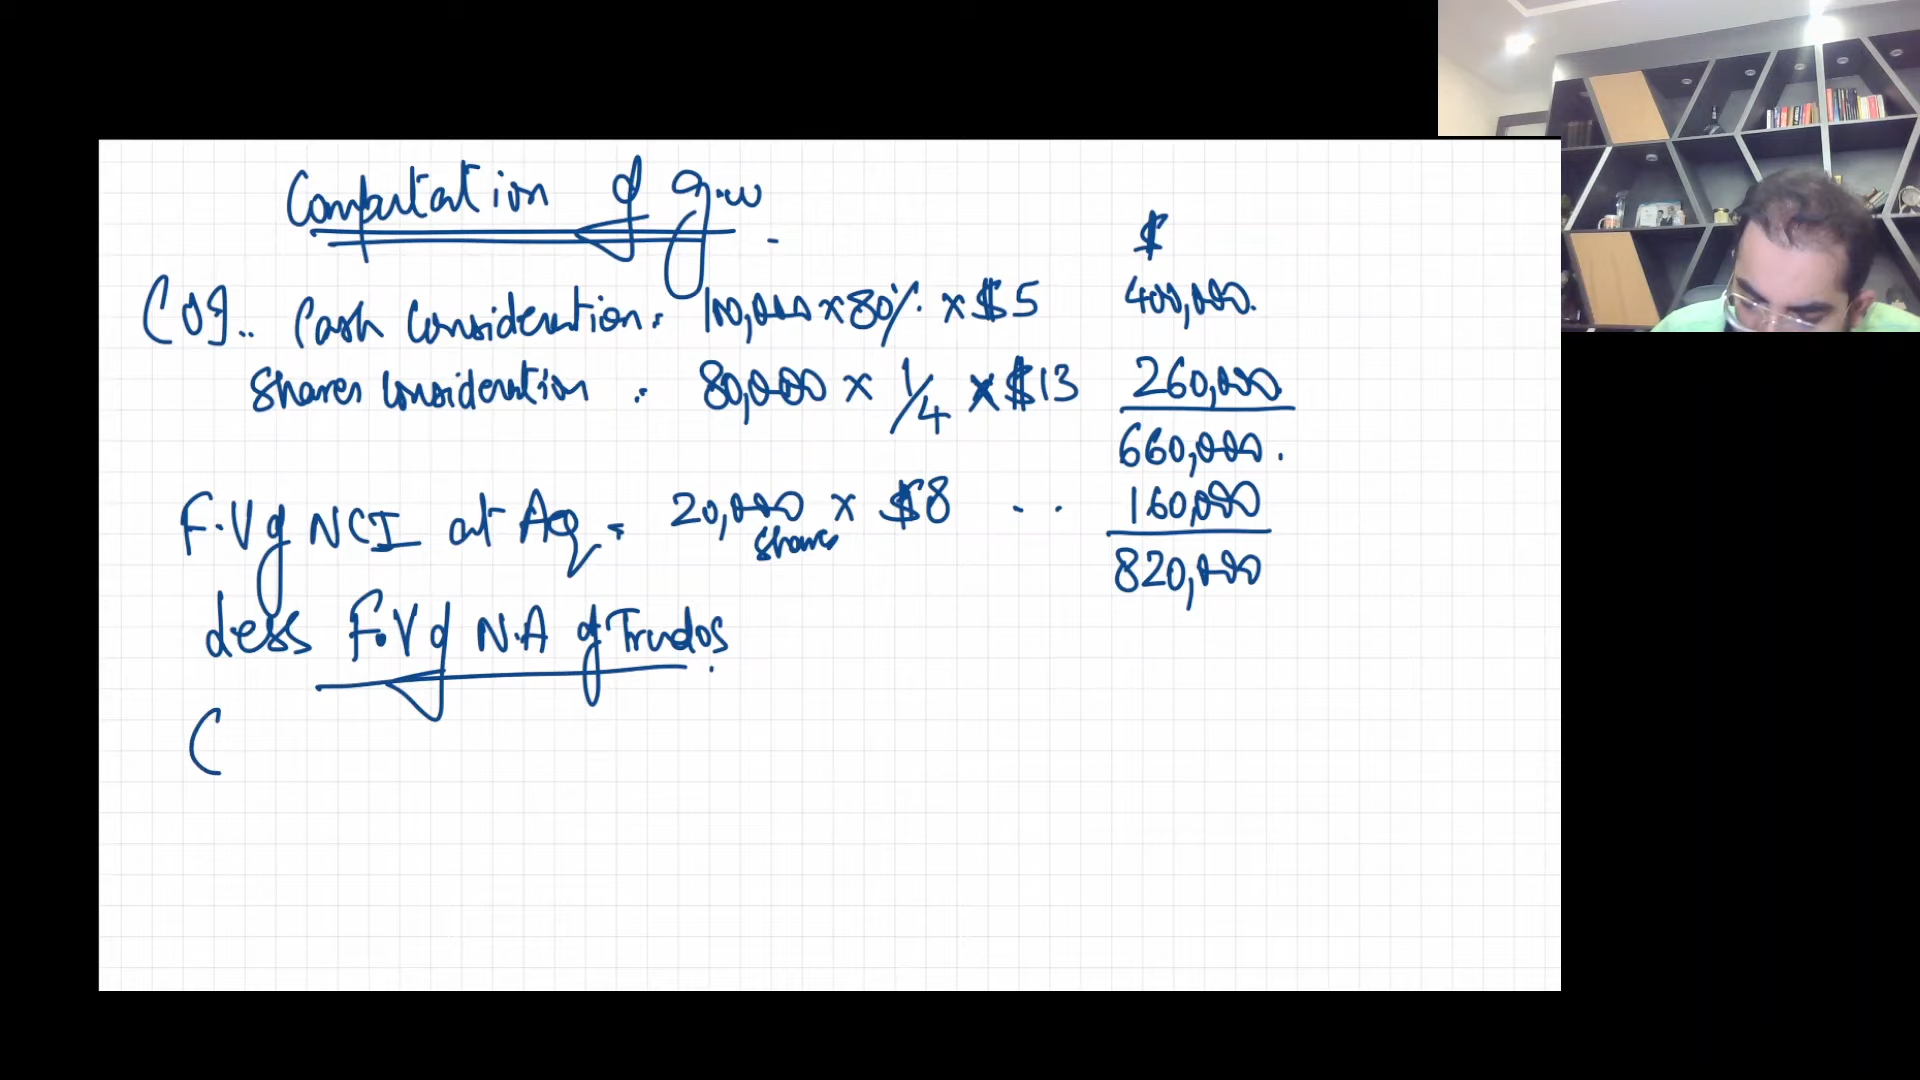 Computation of g.w
$
COI.. Cash Consideration. 100,000 x 80% x $5 400,000.
Shares Consideration. 80,000 x 1/4 x $13 260,000.
660,000.
F.V of NCI at Aq. 20,000 x $8 .. 160,000
shares
820,000
Less F.V of N.A of Trudos.
(